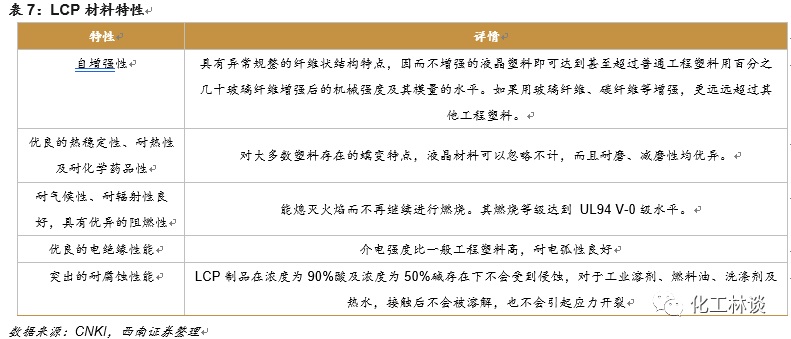 表 7：LCP 材料特性
特性 详情
自增强性 具有异常规整的纤维状结构特点，因而不增强的液晶塑料即可达到甚至超过普通工程塑料用百分之
几十玻璃纤维增强后的机械强度及其模量的水平。如果用玻璃纤维、碳纤维等增强，更远远超过其
他工程塑料。
优良的热稳定性、耐热性
及耐化学药品性
对大多数塑料存在的蠕变特点，液晶材料可以忽略不计，而且耐磨、减磨性均优异。
耐气候性、耐辐射性良
好，具有优异的阻燃性
能熄灭火焰而不再继续进行燃烧。其燃烧等级达到 UL94 V-0 级水平。
优良的电绝缘性能 介电强度比一般工程塑料高，耐电弧性良好
突出的耐腐蚀性能 LCP 制品在浓度为 90%酸及浓度为 50%碱存在下不会受到侵蚀，对于工业溶剂、燃料油、洗涤剂及
热水，接触后不会被溶解，也不会引起应力开裂
化工林谈
数据来源：CNKI，西南证券整理